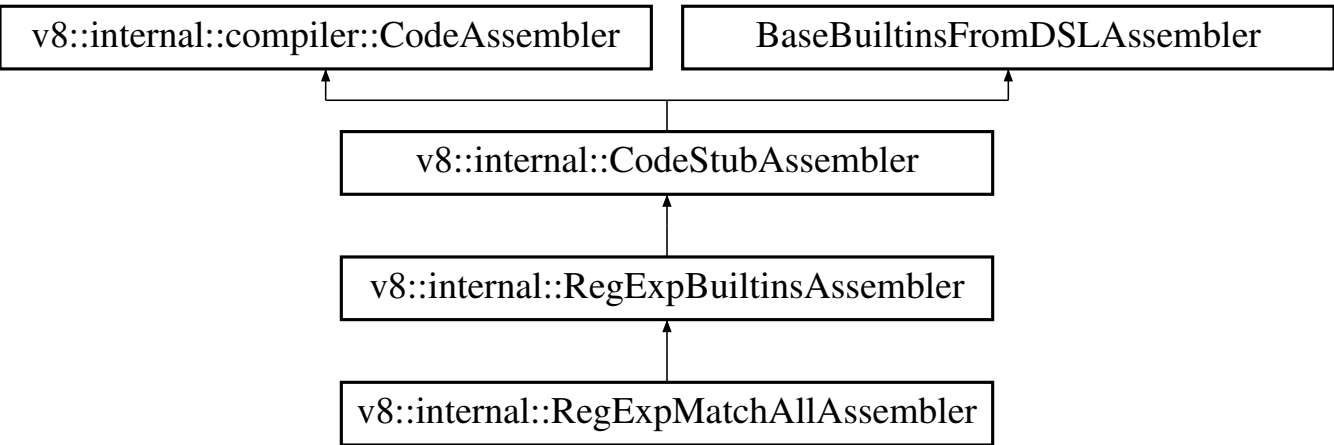 v8::internal::compiler::CodeAssembler
BaseBuiltinsFromDSLAssembler
v8::internal::CodeStubAssembler
v8::internal::RegExpBuiltinsAssembler
v8::internal::RegExpMatchAllAssembler